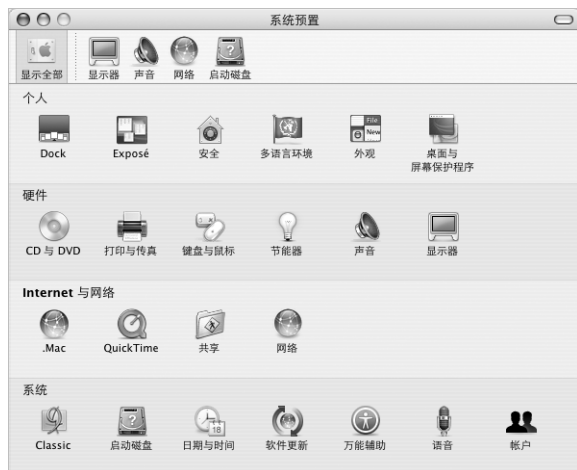 系统预置
显示全部 显示器 声音 网络 启动磁盘
个人
Dock Exposé 安全 多语言环境 外观 桌面与
屏幕保护程序
File
New
硬件
CD 与 DVD 打印与传真 键盘与鼠标 节能器 声音 显示器
Internet 与网络
.Mac QuickTime 共享 网络
系统
18
Classic 启动磁盘 日期与时间 软件更新 万能辅助 语音 帐户